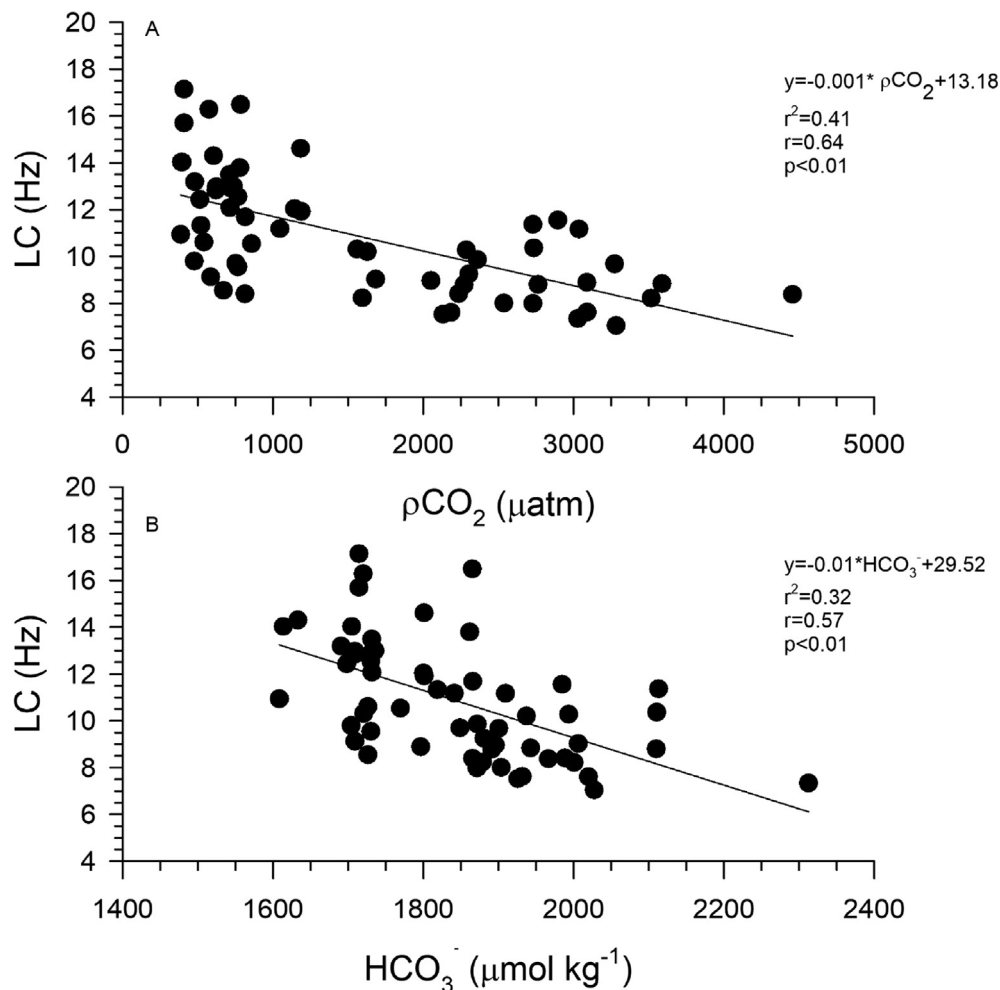 20
A
18
16
14
12
10
8
6
4
LC (Hz)
y=-0.001* ρCO₂+13.18
r²=0.41
r=0.64
p<0.01
0 1000 2000 3000 4000 5000
ρCO₂ (μatm)
20
B
18
16
14
12
10
8
6
4
LC (Hz)
y=-0.01*HCO₃⁻+29.52
r²=0.32
r=0.57
p<0.01
1400 1600 1800 2000 2200 2400
HCO₃⁻ (μmol kg⁻¹)